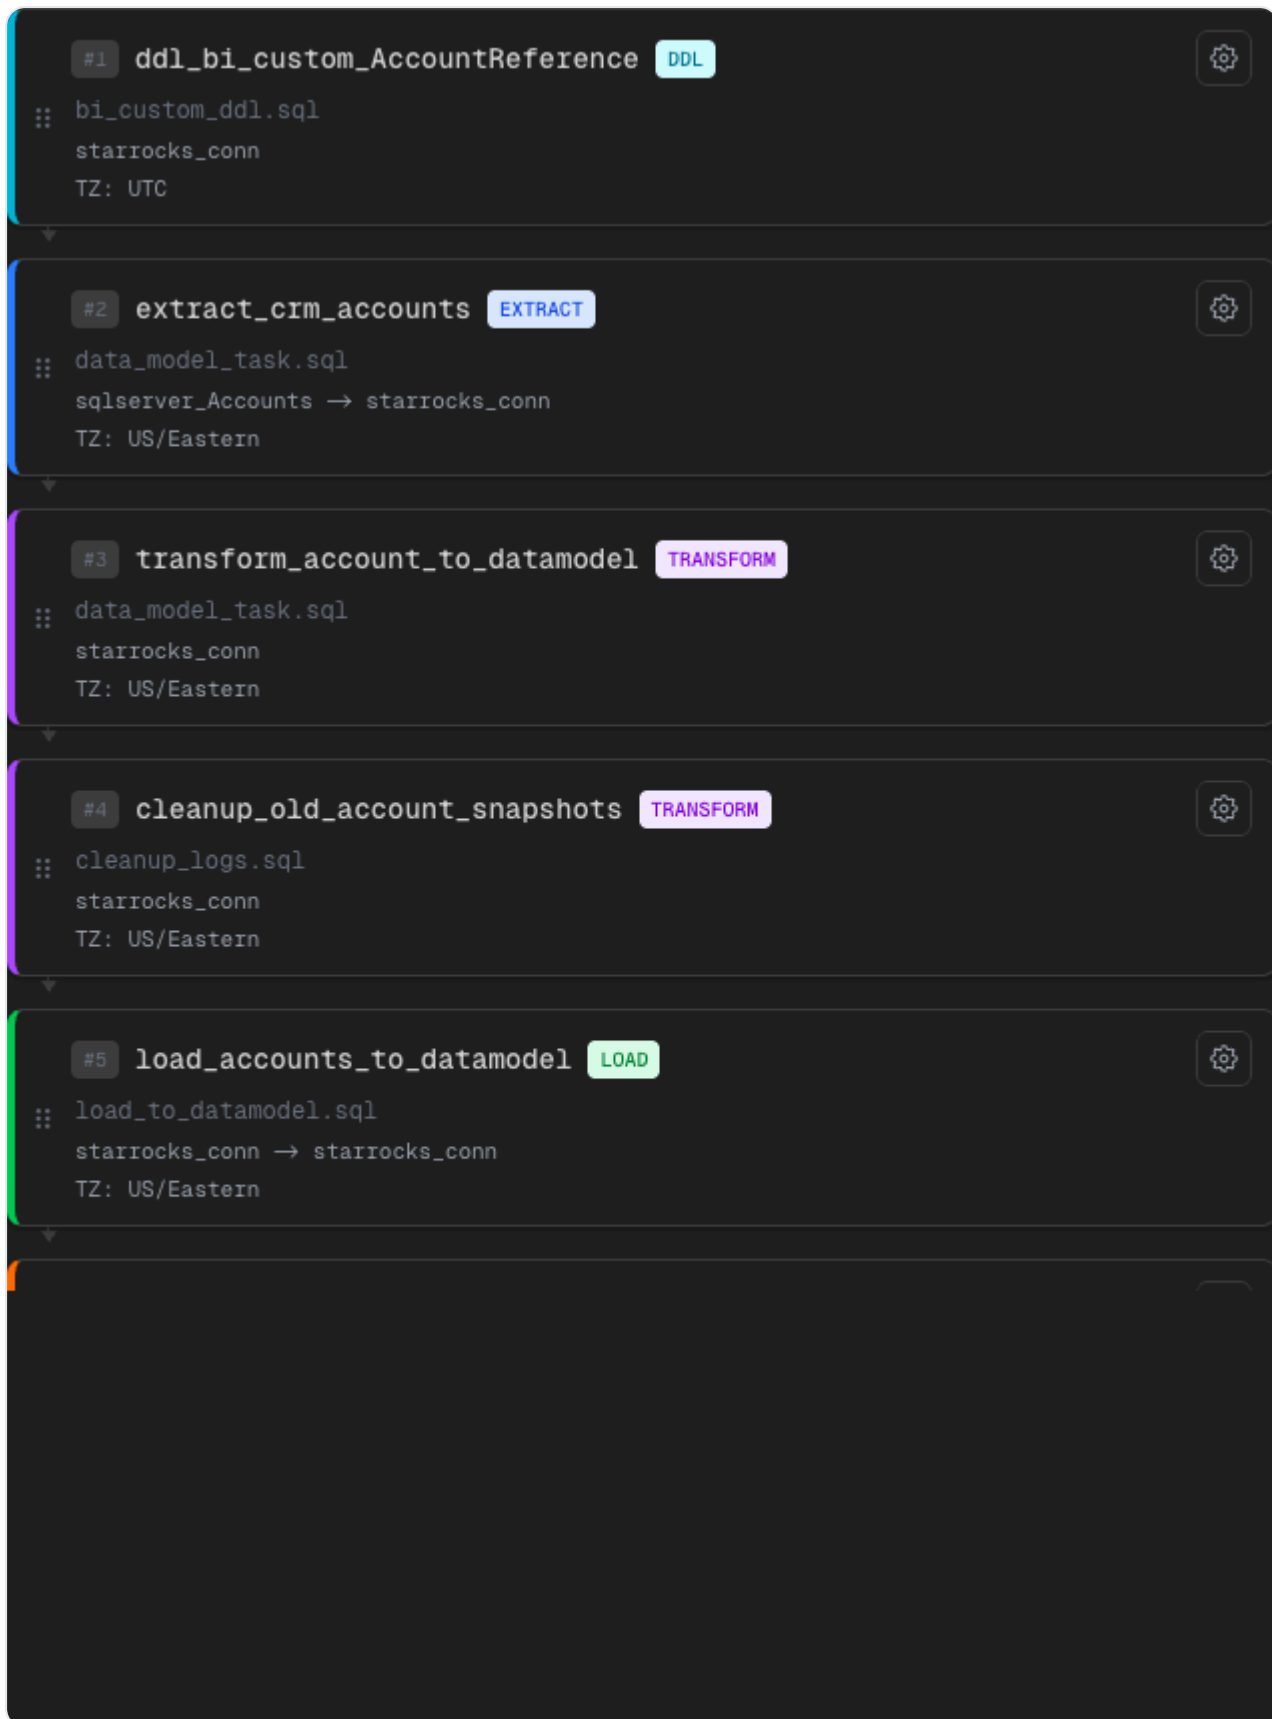 #1 ddl_bi_custom_AccountReference DDL
bi_custom_ddl.sql
starrocks_conn
TZ: UTC
#2 extract_crm_accounts EXTRACT
data_model_task.sql
sqlserver_Accounts → starrocks_conn
TZ: US/Eastern
#3 transform_account_to_datamodel TRANSFORM
data_model_task.sql
starrocks_conn
TZ: US/Eastern
#4 cleanup_old_account_snapshots TRANSFORM
cleanup_logs.sql
starrocks_conn
TZ: US/Eastern
#5 load_accounts_to_datamodel LOAD
load_to_datamodel.sql
starrocks_conn → starrocks_conn
TZ: US/Eastern